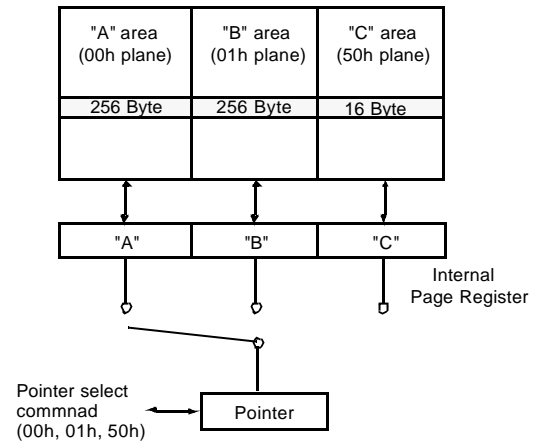 "A" area
(00h plane)
"B" area
(01h plane)
"C" area
(50h plane)
256 Byte
256 Byte
16 Byte
"A"
"B"
"C"
Internal
Page Register
Pointer select
commnad
(00h, 01h, 50h)
Pointer